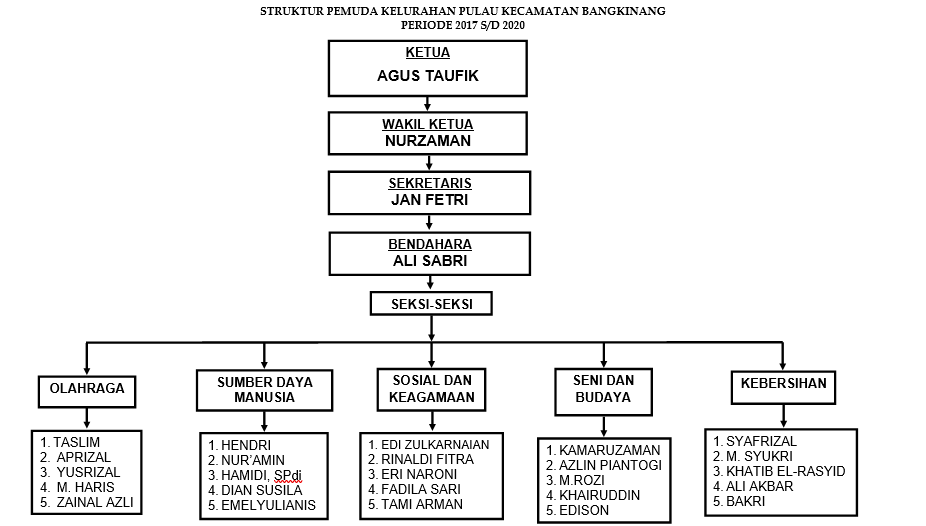 STRUKTUR PEMUDA KELURAHAN PULAU KECAMATAN BANGKINANG
PERIODE 2017 S/D 2020
KETUA
AGUS TAUFIK
WAKIL KETUA
NURZAMAN
SEKRETARIS
JAN FETRI
BENDAHARA
ALI SABRI
SEKSI-SEKSI
OLAHRAGA
1. TASLIM
2. APRIZAL
3. YUSRIZAL
4. M. HARIS
5. ZAINAL AZLI
SUMBER DAYA
MANUSIA
1. HENDRI
2. NUR'AMIN
3. HAMIDI, SPdi
4. DIAN SUSILA
5. EMELYULIANIS
SOSIAL DAN
KEAGAMAAN
1. EDI ZULKARNAIAN
2. RINALDI FITRA
3. ERI NARONI
4. FADILA SARI
5. TAMI ARMAN
SENI DAN
BUDAYA
1. KAMARUZAMAN
2. AZLIN PIANTOGI
3. M.ROZI
4. KHAIRUDDIN
5. EDISON
KEBERSIHAN
1. SYAFRIZAL
2. M. SYUKRI
3. KHATIB EL-RASYID
4. ALI AKBAR
5. BAKRI